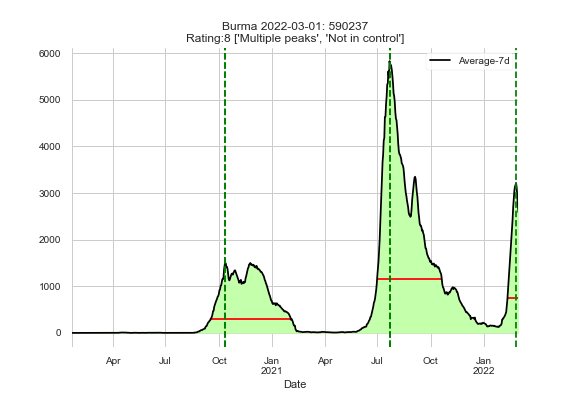 Burma 2022-03-01: 590237
Rating:8 ['Multiple peaks', 'Not in control']
Average-7d
6000
5000
4000
3000
2000
1000
0
Apr Jul Oct Jan Apr Jul Oct Jan
2021 2022
Date